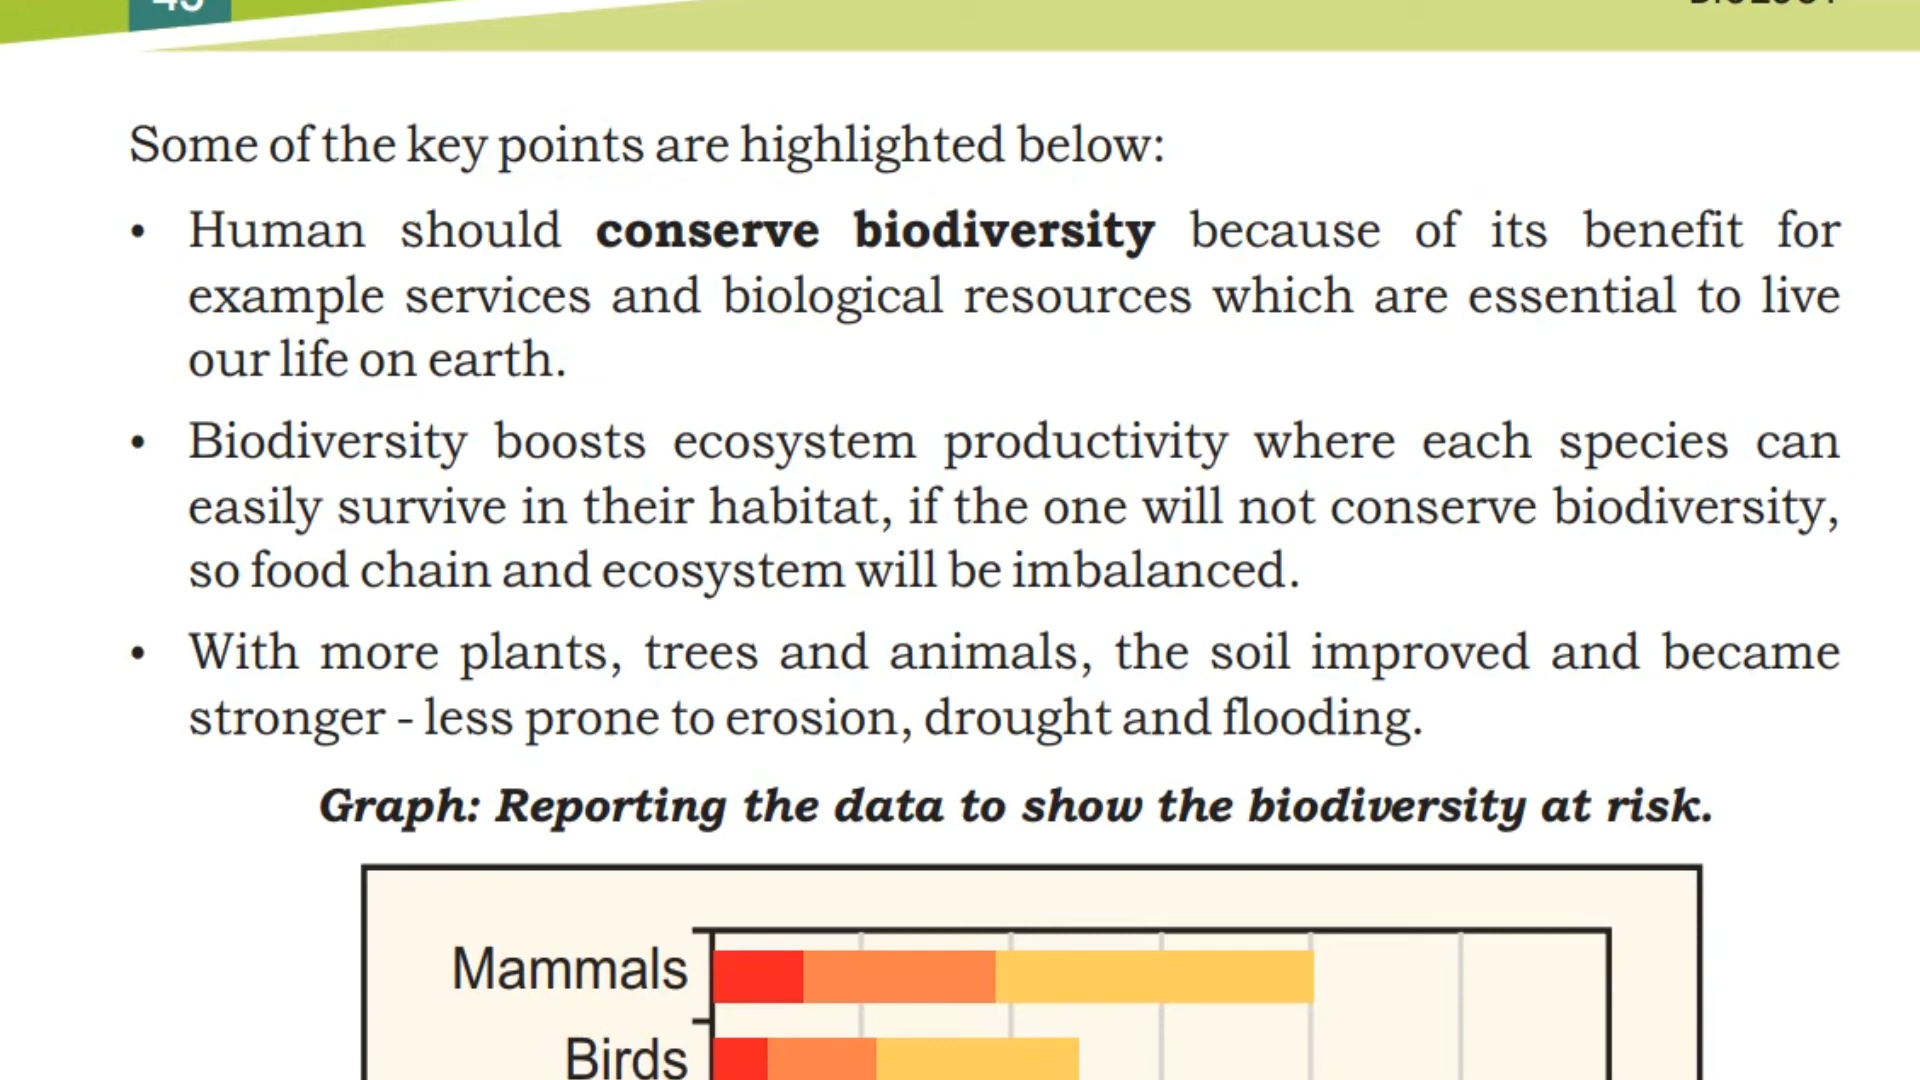 Some of the key points are highlighted below:
• Human should conserve biodiversity because of its benefit for
example services and biological resources which are essential to live
our life on earth.
• Biodiversity boosts ecosystem productivity where each species can
easily survive in their habitat, if the one will not conserve biodiversity,
so food chain and ecosystem will be imbalanced.
• With more plants, trees and animals, the soil improved and became
stronger - less prone to erosion, drought and flooding.
Graph: Reporting the data to show the biodiversity at risk.
Mammals
Birds